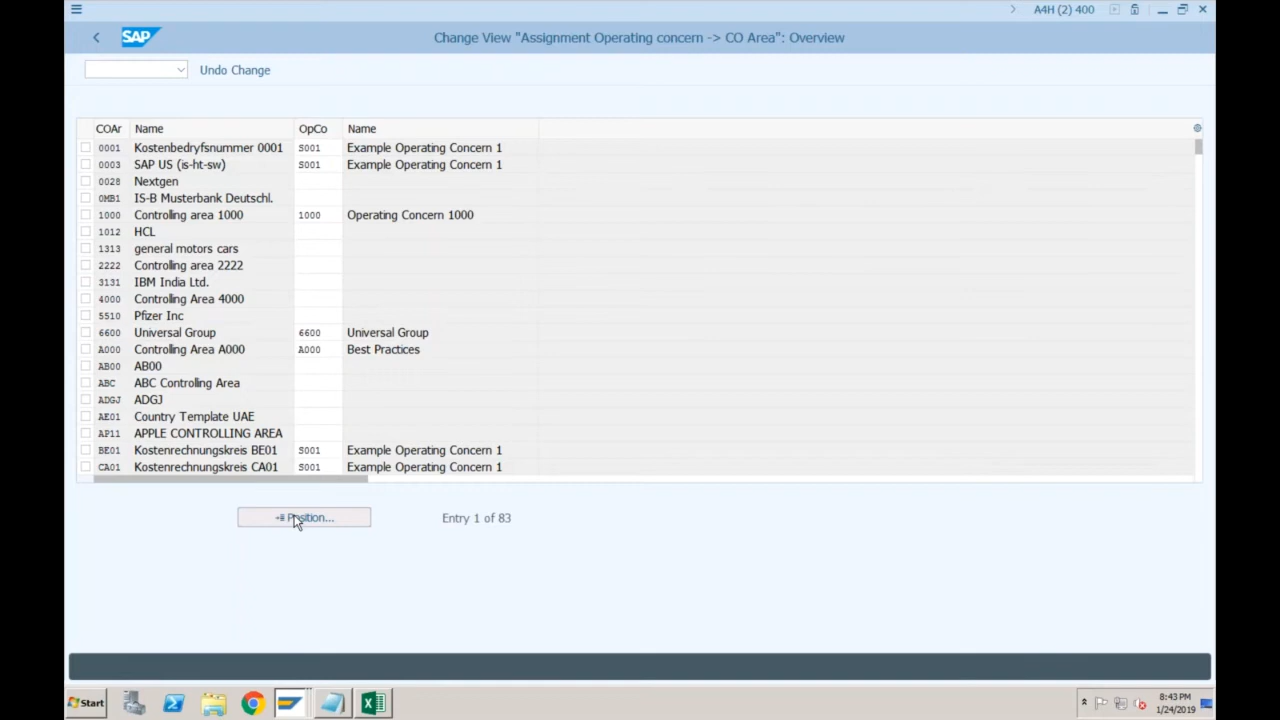 A4H (2) 400
SAP
Change View "Assignment Operating concern -> CO Area": Overview
Undo Change
COAr Name OpCo Name
0001 Kostenbedryfsnummer 0001 S001 Example Operating Concern 1
0003 SAP US (is-ht-sw) S001 Example Operating Concern 1
0028 Nextgen
0MB1 IS-B Musterbank Deutschl.
1000 Controlling area 1000 1000 Operating Concern 1000
1012 HCL
1313 general motors cars
2222 Controlling area 2222
3131 IBM India Ltd.
4000 Controlling Area 4000
5510 Pfizer Inc
6600 Universal Group 6600 Universal Group
A000 Controlling Area A000 A000 Best Practices
AB00 AB00
ABC ABC Controling Area
ADGJ ADGJ
AE01 Country Template UAE
AP11 APPLE CONTROLLING AREA
BE01 Kostenrechnungskreis BE01 S001 Example Operating Concern 1
CA01 Kostenrechnungskreis CA01 S001 Example Operating Concern 1
Position... Entry 1 of 83
Start
8:43 PM
1/24/2019